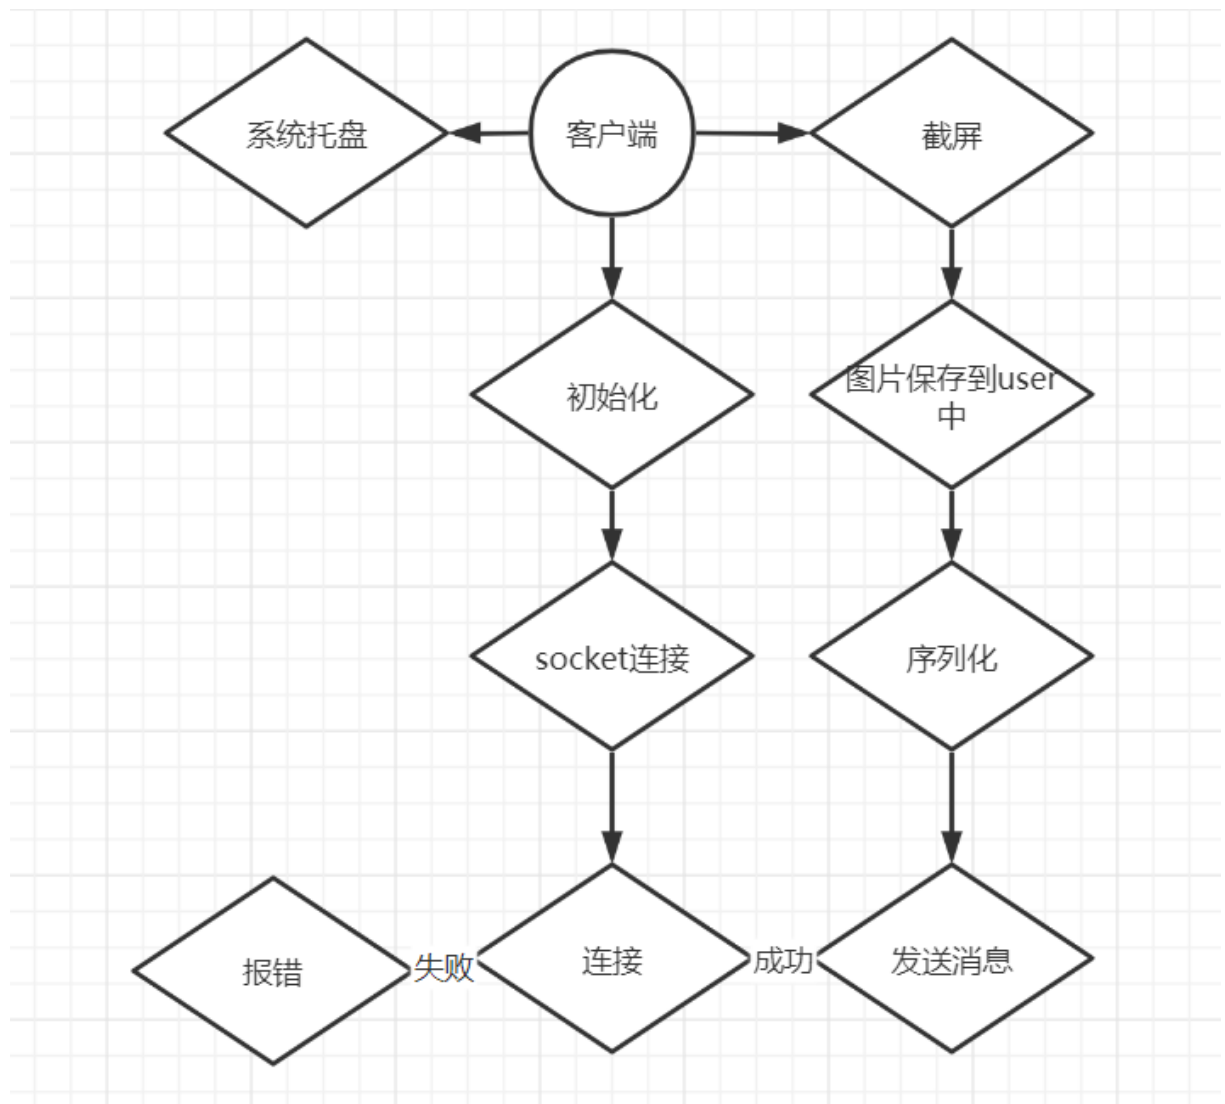 系统托盘
客户端
截屏
初始化
图片保存到user
中
socket连接
序列化
报错
失败
连接
成功
发送消息